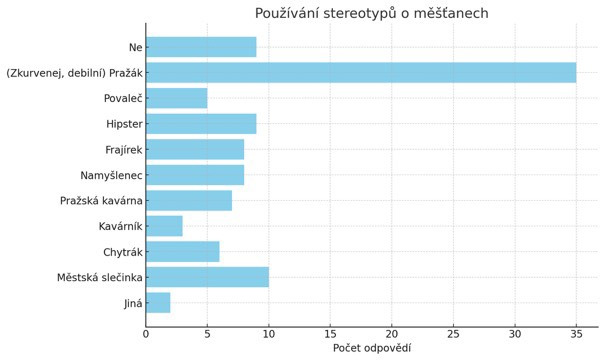 Používání stereotypů o měšťanech
Ne
(Zkurvenej, debilní) Pražák
Povaleč
Hipster
Frajírek
Namyšlenec
Pražská kavárna
Kavárník
Chytrák
Městská slečinka
Jiná
0 5 10 15 20 25 30 35
Počet odpovědí